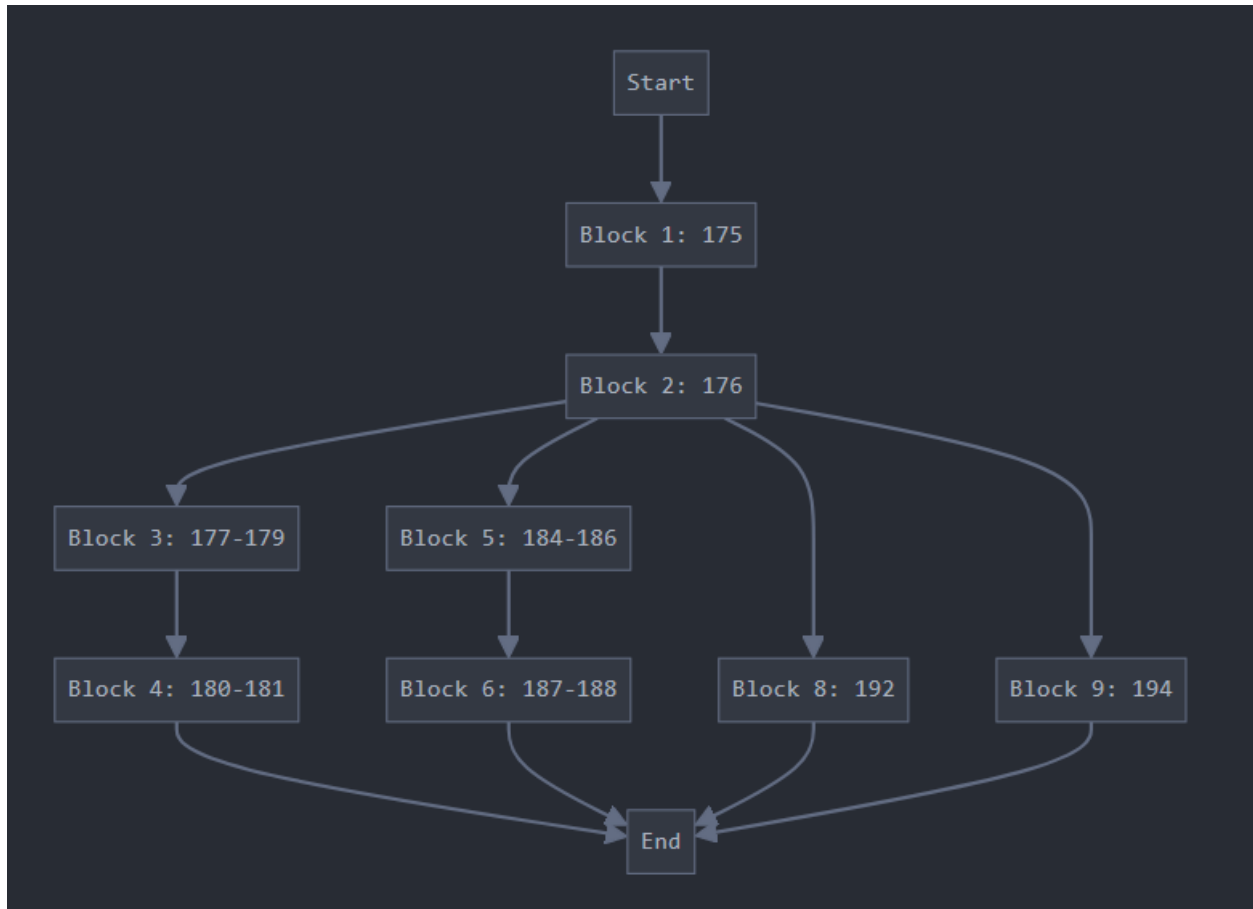 Start
Block 1: 175
Block 2: 176
Block 3: 177-179
Block 5: 184-186
Block 4: 180-181
Block 6: 187-188
Block 8: 192
Block 9: 194
End